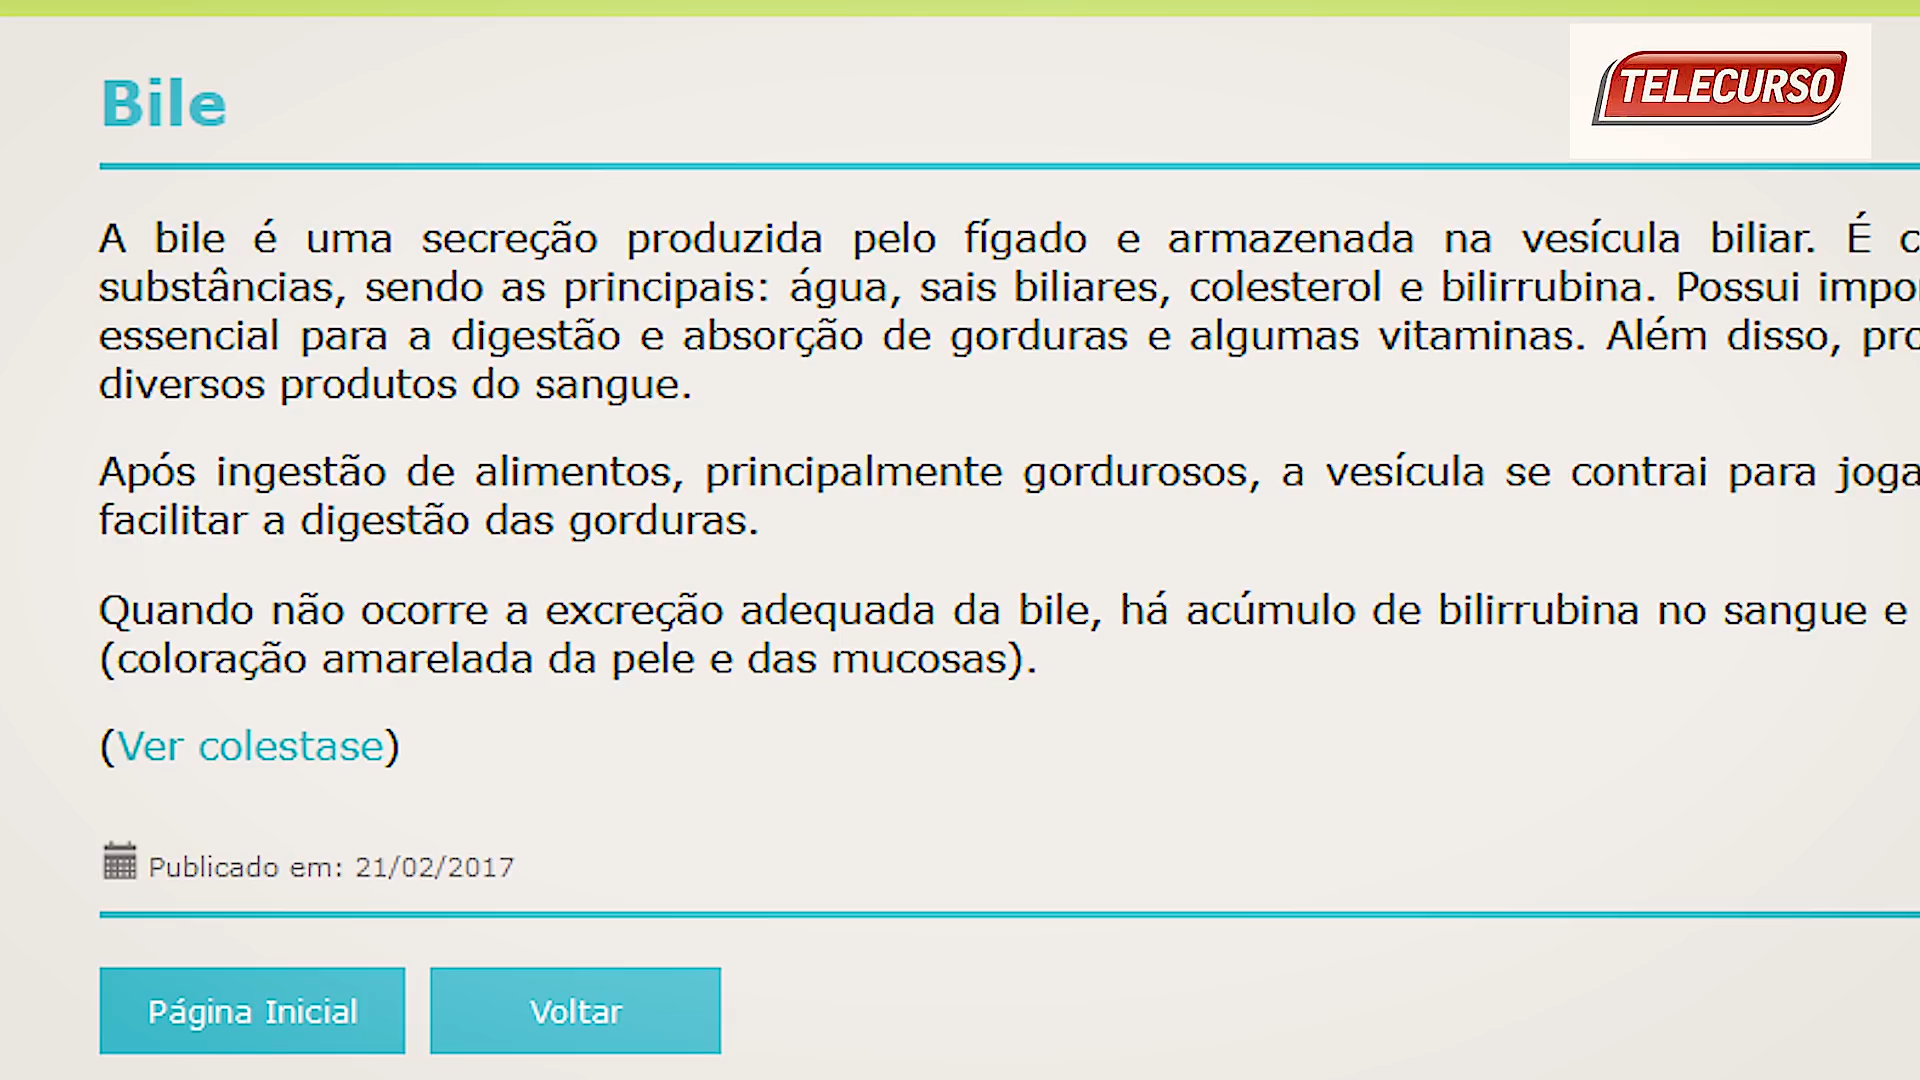 Bile
TELECURSO
A bile é uma secreção produzida pelo fígado e armazenada na vesícula biliar. É
substâncias, sendo as principais: água, sais biliares, colesterol e bilirrubina. Possui
essencial para a digestão e absorção de gorduras e algumas vitaminas. Além disso,
diversos produtos do sangue.
Após ingestão de alimentos, principalmente gordurosos, a vesícula se contrai para
facilitar a digestão das gorduras.
Quando não ocorre a excreção adequada da bile, há acúmulo de bilirrubina no sangue e
(coloração amarelada da pele e das mucosas).
(Ver colestase)
Publicado em: 21/02/2017
Página Inicial
Voltar